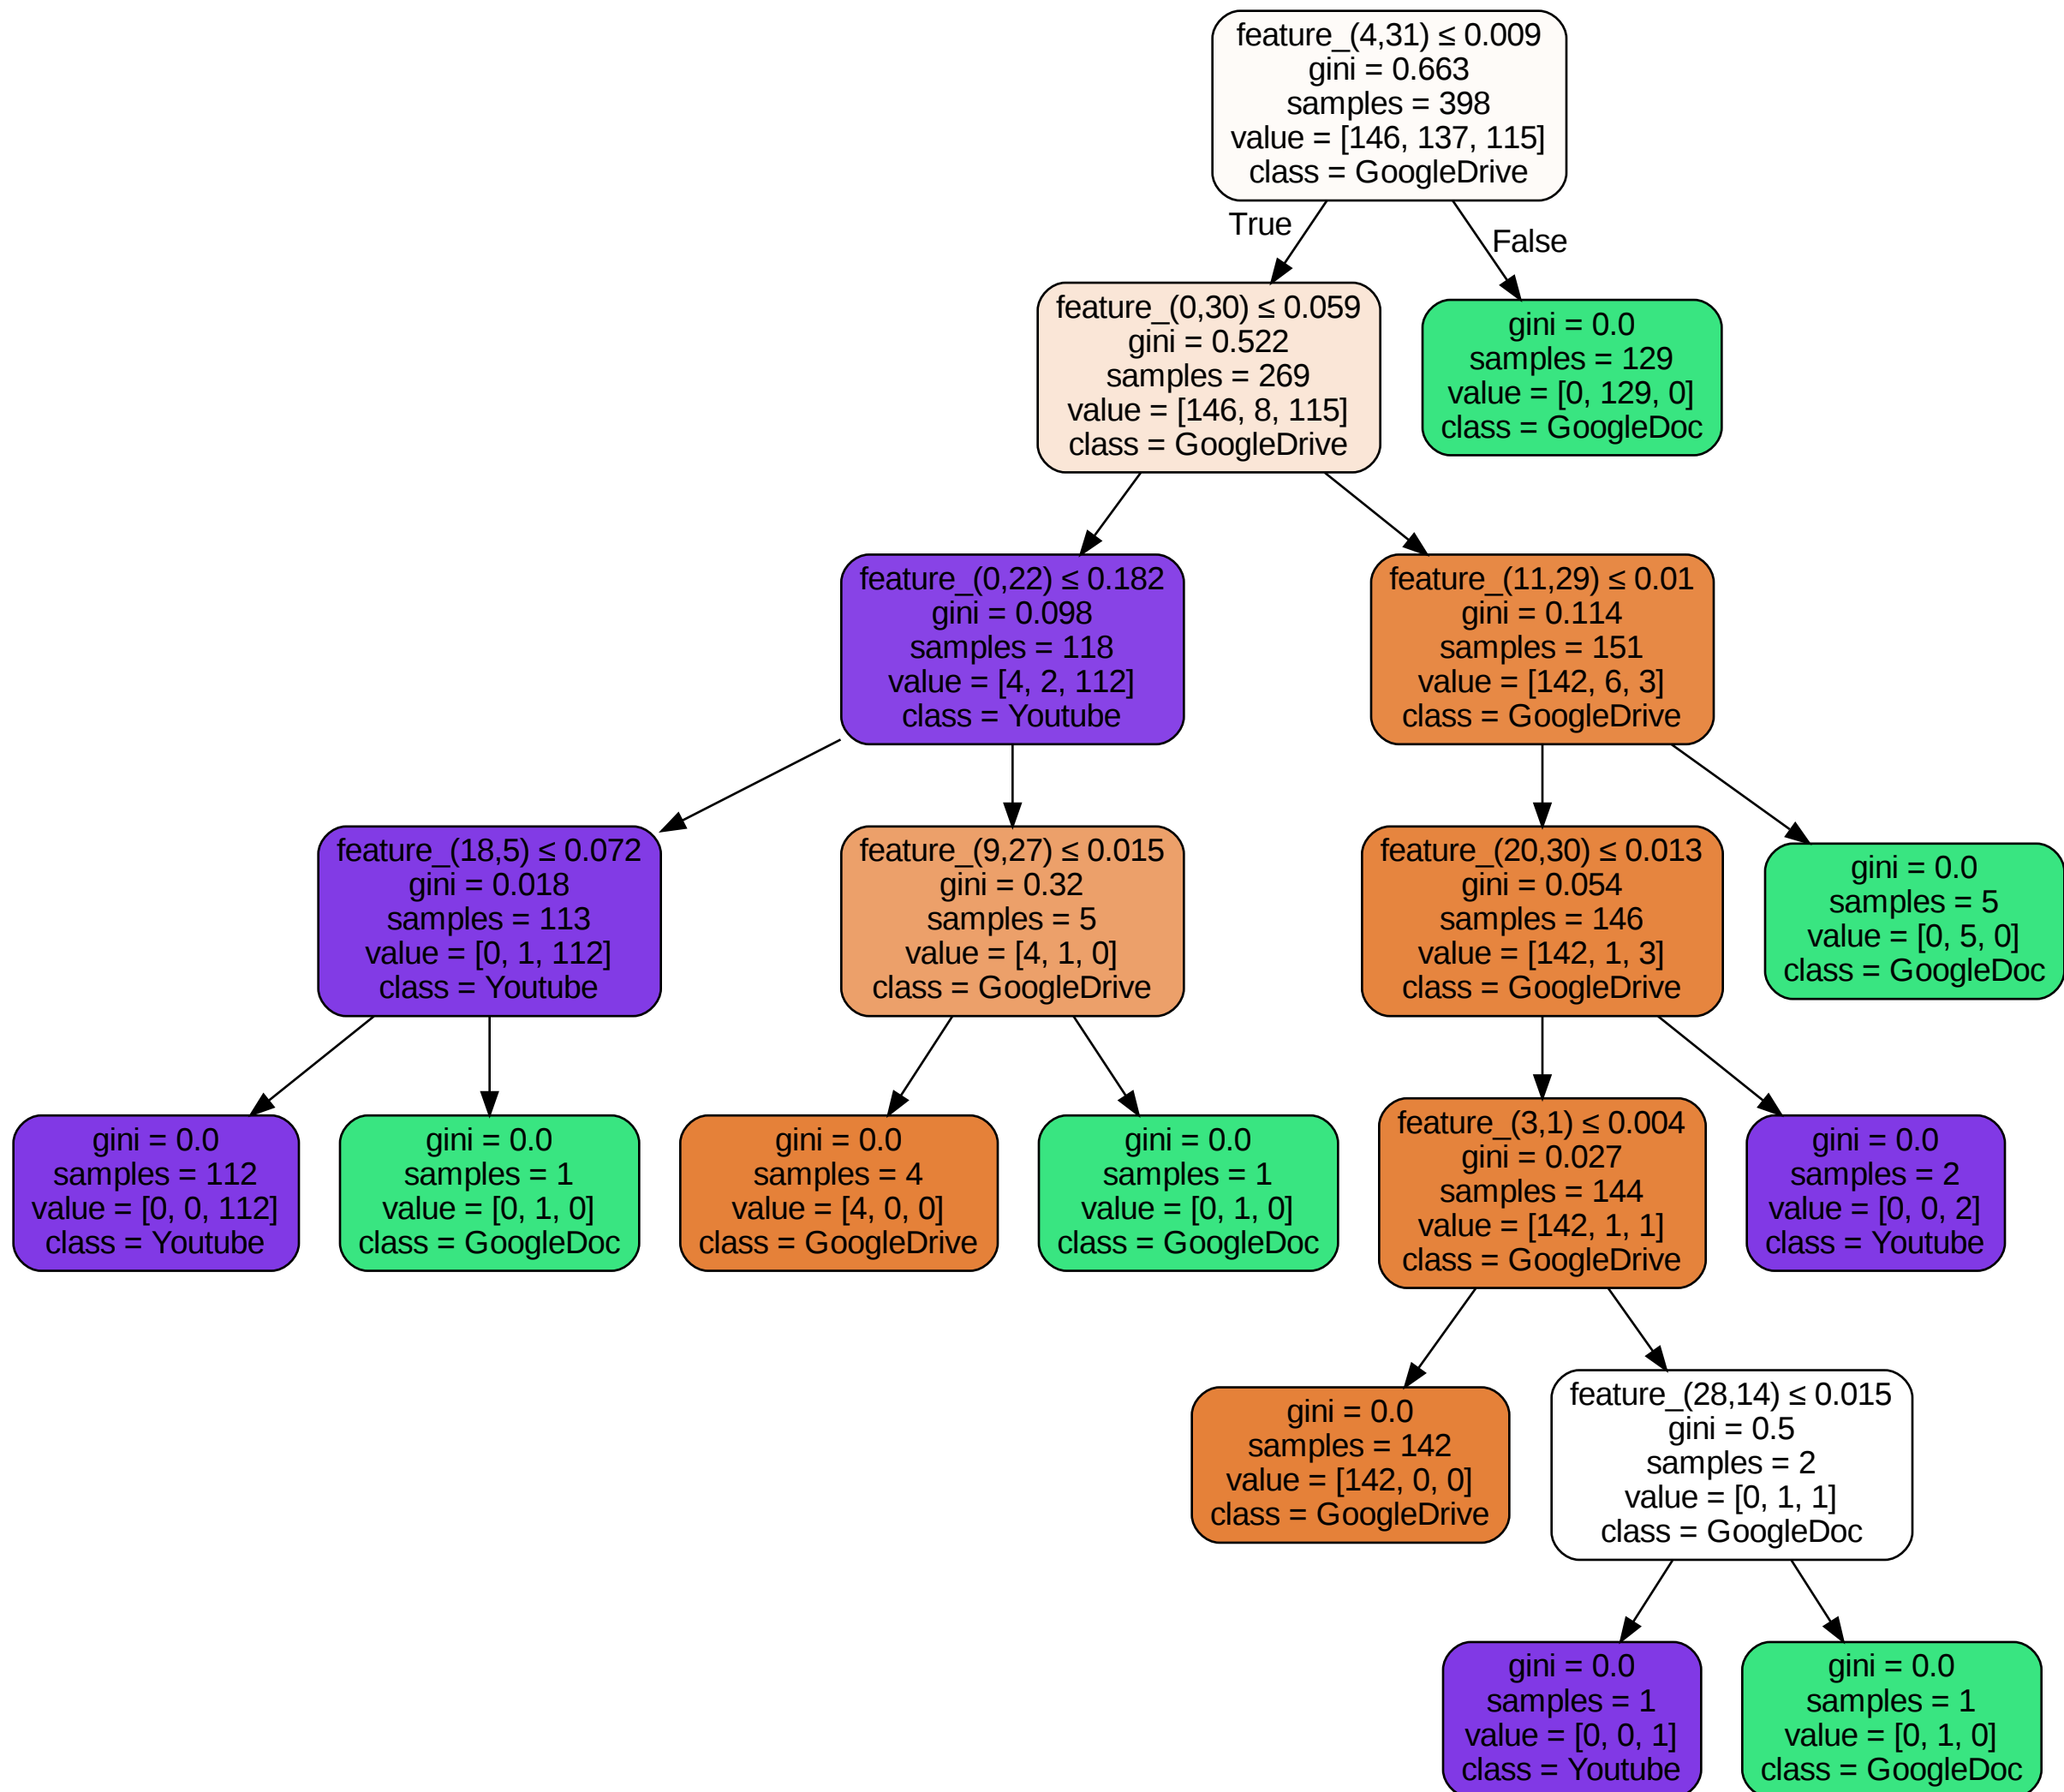 feature_(4,31) ≤ 0.009
gini = 0.663
samples = 398
value = [146, 137, 115]
class = GoogleDrive
True
False
feature_(0,30) ≤ 0.059
gini = 0.522
samples = 269
value = [146, 8, 115]
class = GoogleDrive
gini = 0.0
samples = 129
value = [0, 129, 0]
class = GoogleDoc
feature_(0,22) ≤ 0.182
gini = 0.098
samples = 118
value = [4, 2, 112]
class = Youtube
feature_(11,29) ≤ 0.01
gini = 0.114
samples = 151
value = [142, 6, 3]
class = GoogleDrive
feature_(18,5) ≤ 0.072
gini = 0.018
samples = 113
value = [0, 1, 112]
class = Youtube
feature_(9,27) ≤ 0.015
gini = 0.32
samples = 5
value = [4, 1, 0]
class = GoogleDrive
feature_(20,30) ≤ 0.013
gini = 0.054
samples = 146
value = [142, 1, 3]
class = GoogleDrive
gini = 0.0
samples = 5
value = [0, 5, 0]
class = GoogleDoc
gini = 0.0
samples = 112
value = [0, 0, 112]
class = Youtube
gini = 0.0
samples = 1
value = [0, 1, 0]
class = GoogleDoc
gini = 0.0
samples = 4
value = [4, 0, 0]
class = GoogleDrive
gini = 0.0
samples = 1
value = [0, 1, 0]
class = GoogleDoc
feature_(3,1) ≤ 0.004
gini = 0.027
samples = 144
value = [142, 1, 1]
class = GoogleDrive
gini = 0.0
samples = 2
value = [0, 0, 2]
class = Youtube
gini = 0.0
samples = 142
value = [142, 0, 0]
class = GoogleDrive
feature_(28,14) ≤ 0.015
gini = 0.5
samples = 2
value = [0, 1, 1]
class = GoogleDoc
gini = 0.0
samples = 1
value = [0, 0, 1]
class = Youtube
gini = 0.0
samples = 1
value = [0, 1, 0]
class = GoogleDoc